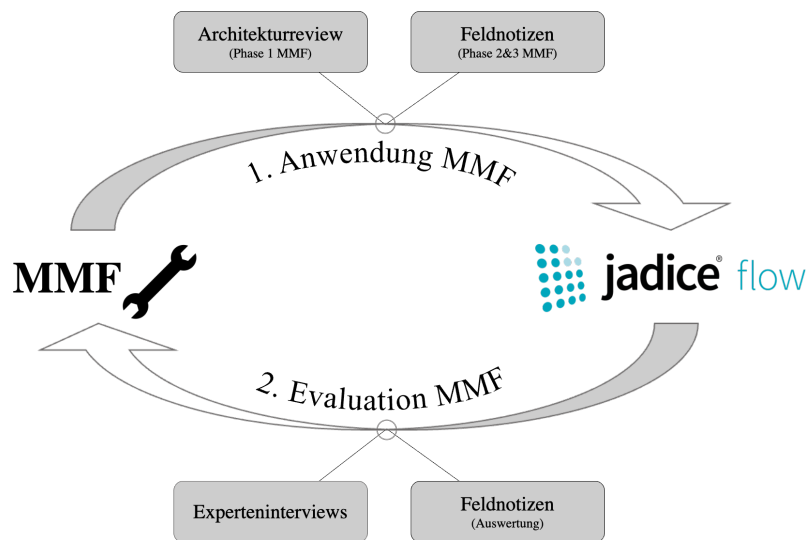 Architekturreview
(Phase 1 MMF)
Feldnotizen
(Phase 2&3 MMF)
1. Anwendung MMF
MMF
jadice® flow
2. Evaluation MMF
Experteninterviews
Feldnotizen
(Auswertung)